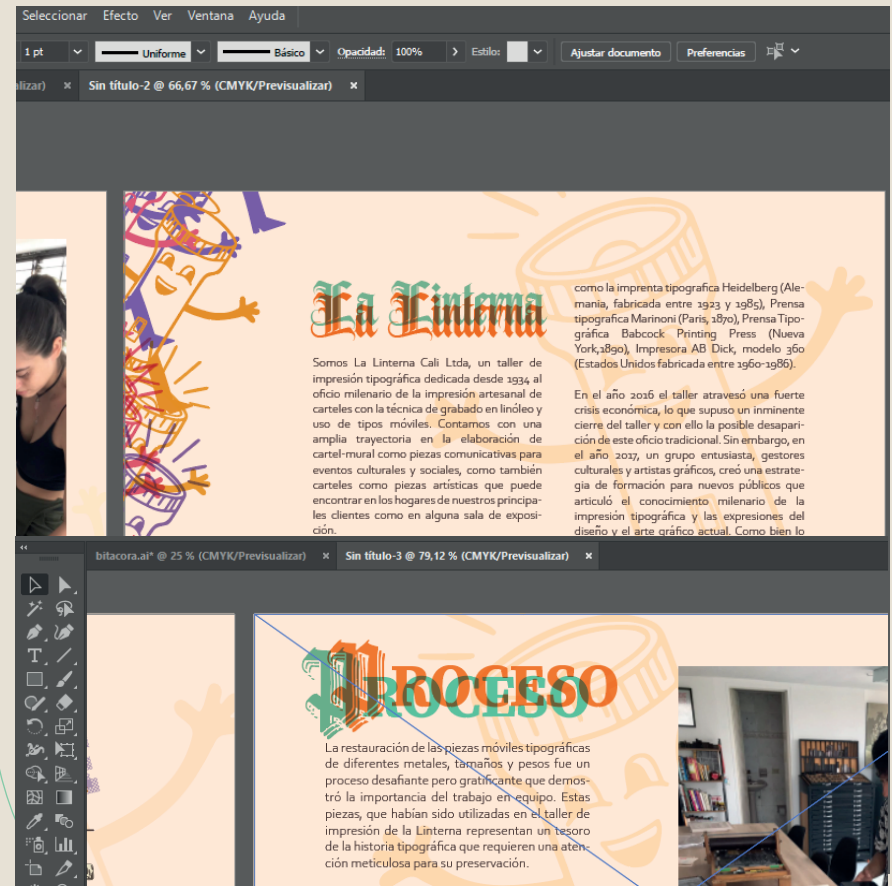 Seleccionar Efecto Ver Ventana Ayuda
1 pt Uniforme Básico Opacidad: 100% Estilo: Ajustar documento Preferencias
alizar) × Sin título-2 @ 66,67 % (CMYK/Previsualizar) ×
La Linterna
Somos La Linterna Cali Ltda, un taller de
impresión tipográfica dedicada desde 1934 al
oficio milenario de la impresión artesanal de
carteles con la técnica de grabado en linóleo y
uso de tipos móviles. Contamos con una
amplia trayectoria en la elaboración de
cartel-mural como piezas comunicativas para
eventos culturales y sociales, como también
carteles como piezas artísticas que puede
encontrar en los hogares de nuestros principa-
les clientes como en alguna sala de exposi-
ción.
como la imprenta tipografica Heidelberg (Ale-
mania, fabricada entre 1923 y 1985), Prensa
tipografica Marinoni (Paris, 1870), Prensa Tipo-
gráfica Babcock Printing Press (Nueva
York,1890), Impresora AB Dick, modelo 360
(Estados Unidos fabricada entre 1960-1986).
En el año 2016 el taller atravesó una fuerte
crisis económica, lo que supuso un inminente
cierre del taller y con ello la posible desapari-
ción de este oficio tradicional. Sin embargo, en
el año 2017, un grupo entusiasta, gestores
culturales y artistas gráficos, creó una estrate-
gia de formación para nuevos públicos que
articuló el conocimiento milenario de la
impresión tipográfica y las expresiones del
diseño y el arte gráfico actual. Como bien lo
bitacora.ai* @ 25 % (CMYK/Previsualizar) × Sin título-3 @ 79,12 % (CMYK/Previsualizar) ×
PROCESO
La restauración de las piezas móviles tipográficas
de diferentes metales, tamaños y pesos fue un
proceso desafiante pero gratificante que demos-
tró la importancia del trabajo en equipo. Estas
piezas, que habían sido utilizadas en el taller de
impresión de la Linterna representan un tesoro
de la historia tipográfica que requieren una aten-
ción meticulosa para su preservación.